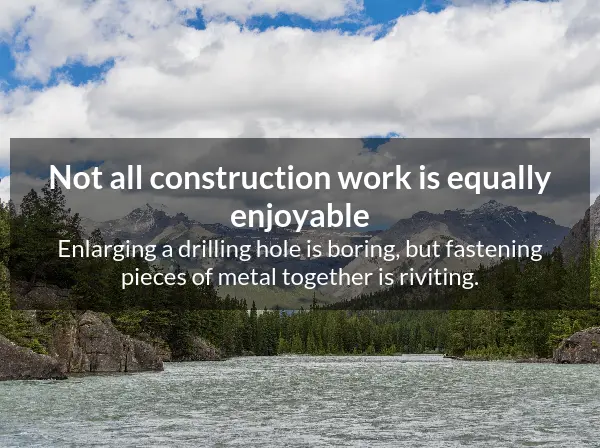 Not all construction work is equally
enjoyable
Enlarging a drilling hole is boring, but fastening
pieces of metal together is riviting.